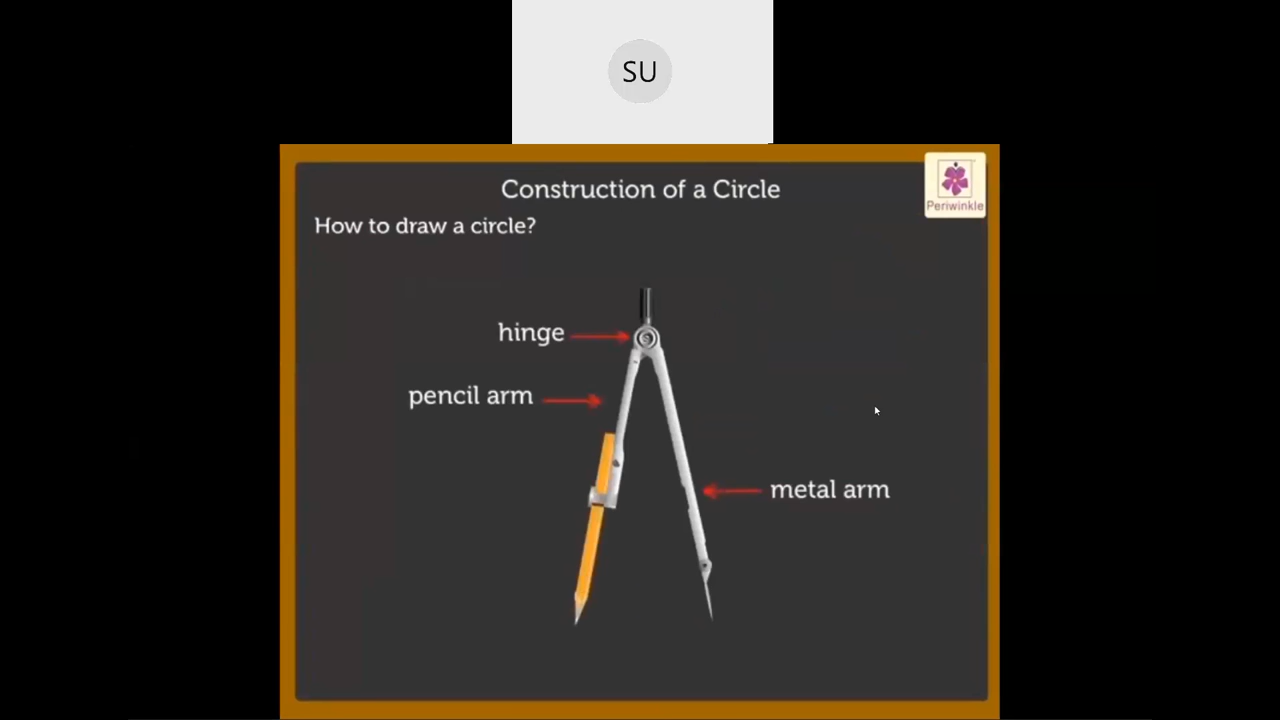 SU
Construction of a Circle
Periwinkle
How to draw a circle?
hinge
pencil arm
metal arm